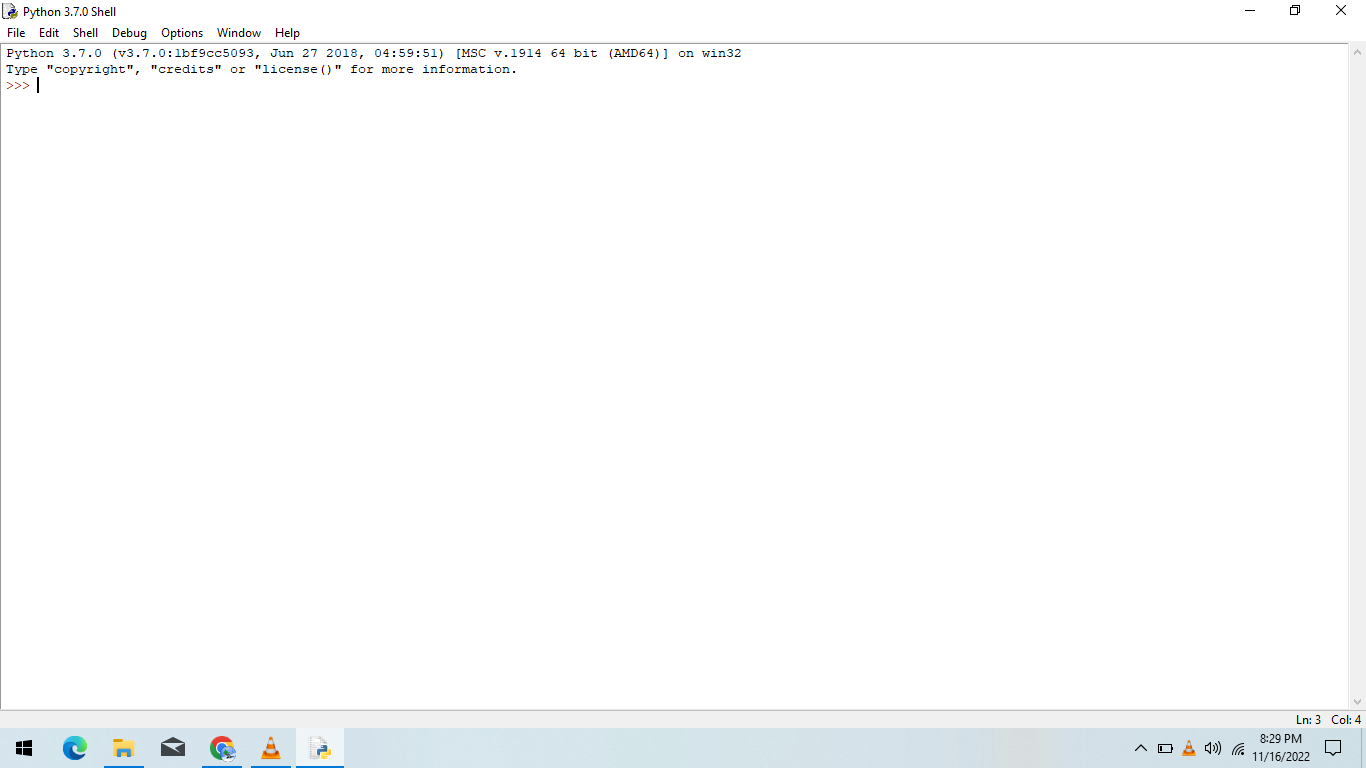 Python 3.7.0 Shell
File Edit Shell Debug Options Window Help
Python 3.7.0 (v3.7.0:1bf9cc5093, Jun 27 2018, 04:59:51) [MSC v.1914 64 bit (AMD64)] on win32
Type "copyright", "credits" or "license()" for more information.
>>>
Ln: 3 Col: 4
8:29 PM
11/16/2022